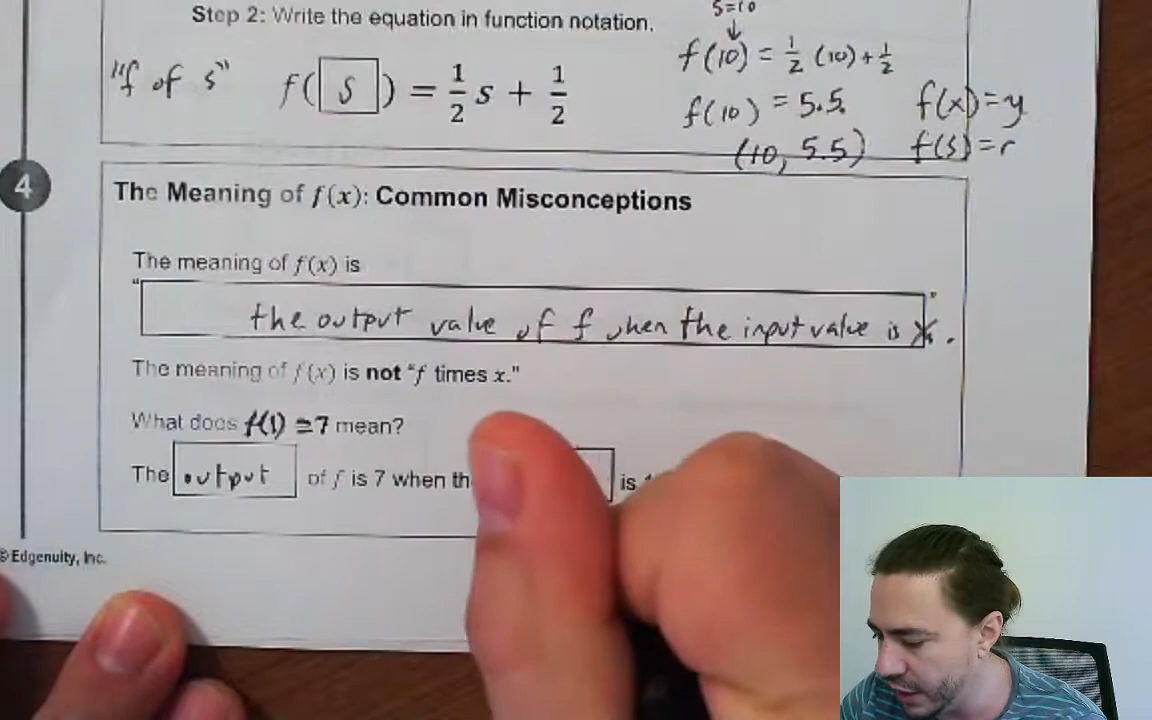 Step 2: Write the equation in function notation.
s=10
"f of s" f( s ) = 1/2 s + 1/2
f(10) = 1/2 (10) + 1/2
f(10) = 5.5 f(x)=y
(10, 5.5) f(s)=r
4
The Meaning of f(x): Common Misconceptions
The meaning of f(x) is
"the output value of f when the input value is x."
The meaning of f(x) is not "f times x."
What does f(1) = 7 mean?
The output of f is 7 when th is
© Edgenuity, Inc.